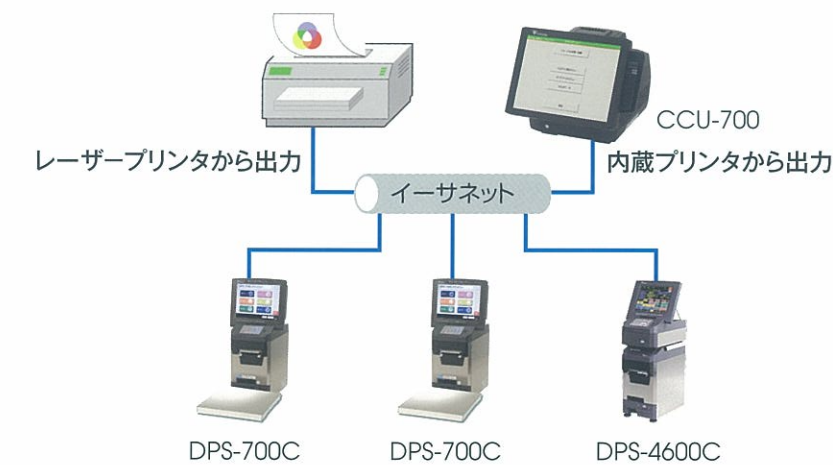 CCU-700
レーザープリンタから出力
内蔵プリンタから出力
イーサネット
DPS-700C
DPS-700C
DPS-4600C